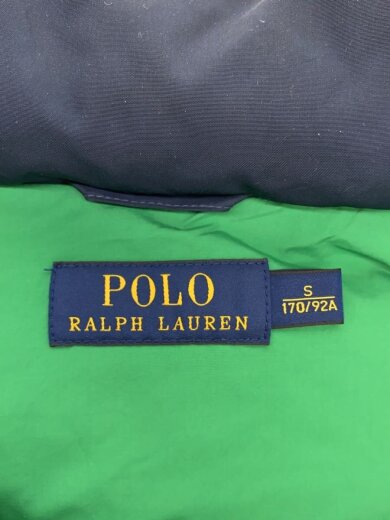 POLO
RALPH LAUREN
S
170/92A